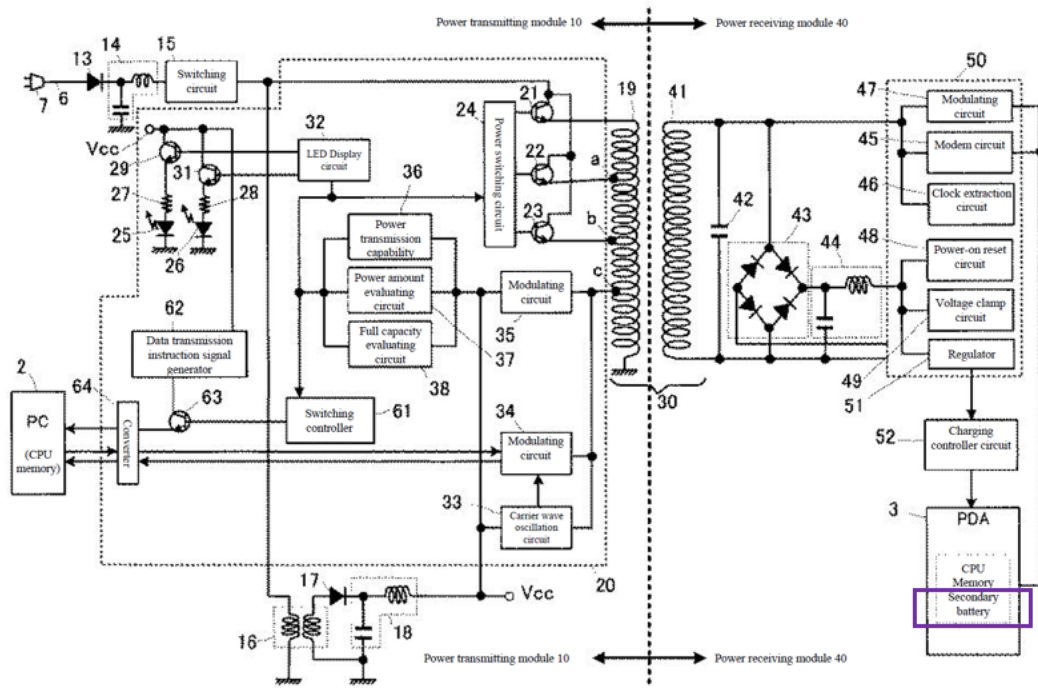 Power transmitting module 10
Power receiving module 40
13
14
15
Switching
circuit
7
6
Vcc
29
31
27
28
25
26
32
LED Display
circuit
24
Power switching circuit
21
22
23
19
a
b
c
41
30
36
Power
transmission
capability
Power amount
evaluating
circuit
37
Full capacity
evaluating
circuit
38
Modulating
circuit
35
62
Data transmission
instruction signal
generator
2
PC
(CPU
memory)
64
Converter
63
Switching
controller
61
34
Modulating
circuit
33
Carrier wave
oscillation
circuit
20
16
17
18
Vcc
42
43
44
50
47
Modulating
circuit
45
Modem circuit
46
Clock extraction
circuit
48
Power-on reset
circuit
Voltage clamp
circuit
49
Regulator
51
52
Charging
controller circuit
3
PDA
CPU
Memory
Secondary
battery
Power transmitting module 10
Power receiving module 40